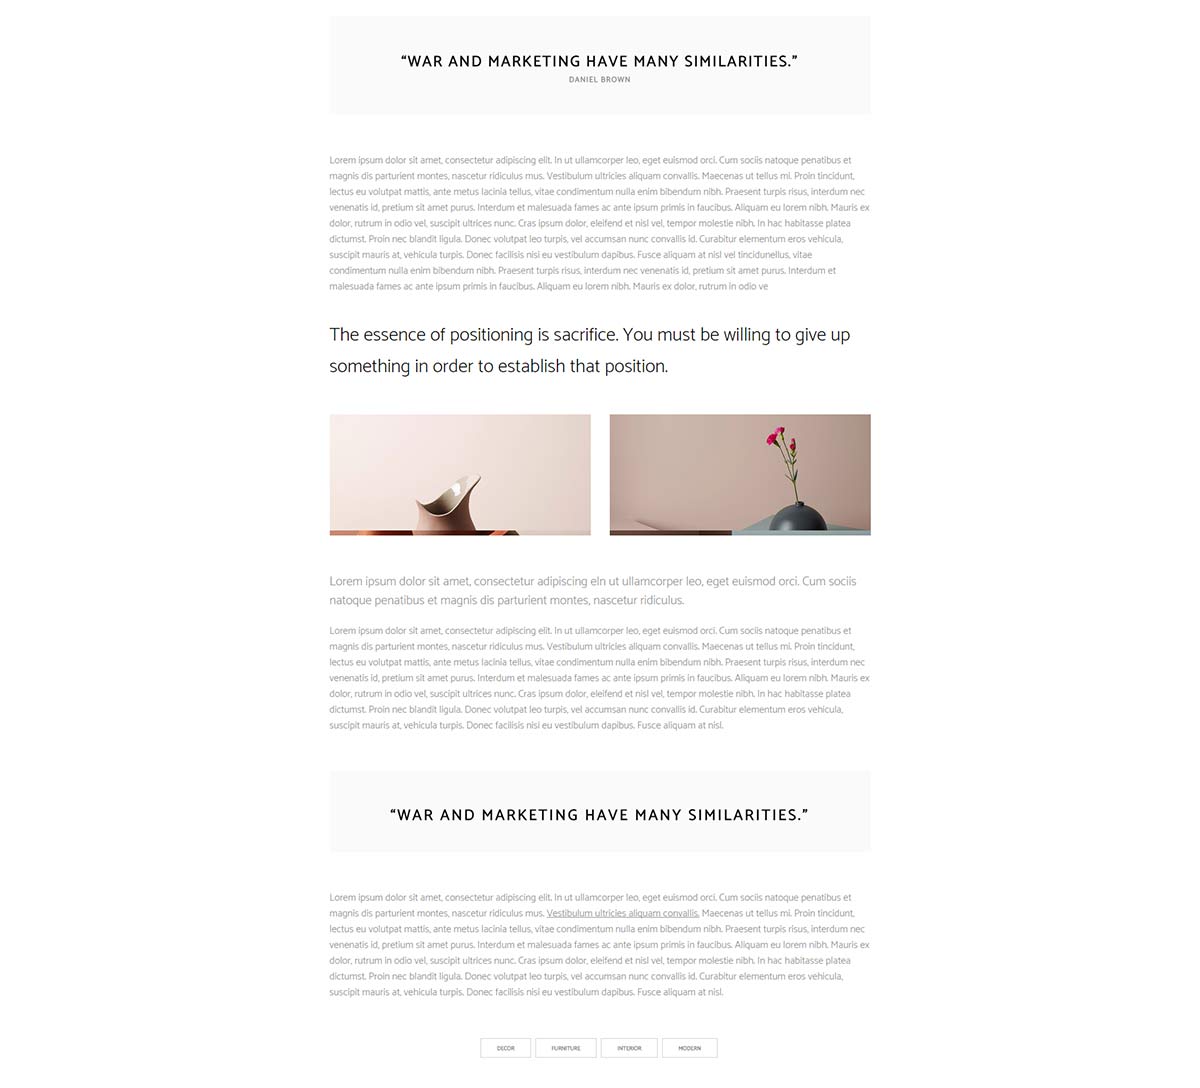 “WAR AND MARKETING HAVE MANY SIMILARITIES.”
DANIEL BROWN
Lorem ipsum dolor sit amet, consectetur adipiscing elit. In ut ullamcorper leo, eget euismod orci. Cum sociis natoque penatibus et
magnis dis parturient montes, nascetur ridiculus mus. Vestibulum ultricies aliquam convallis. Maecenas ut tellus mi. Proin tincidunt,
lectus eu volutpat mattis, ante metus lacinia tellus, vitae condimentum nulla enim bibendum nibh. Praesent turpis risus, interdum nec
venenatis id, pretium sit amet purus. Interdum et malesuada fames ac ante ipsum primis in faucibus. Aliquam eu lorem nibh. Mauris ex
dolor, rutrum in odio vel, suscipit ultrices nunc. Cras ipsum dolor, eleifend et nisl vel, tempor molestie nibh. In hac habitasse platea
dictumst. Proin nec blandit ligula. Donec volutpat leo turpis, vel accumsan nunc convallis id. Curabitur elementum eros vehicula,
suscipit mauris at, vehicula turpis. Donec facilisis nisi eu vestibulum dapibus. Fusce aliquam at nisl vel tincidunellus, vitae
condimentum nulla enim bibendum nibh. Praesent turpis risus, interdum nec venenatis id, pretium sit amet purus. Interdum et
malesuada fames ac ante ipsum primis in faucibus. Aliquam eu lorem nibh. Mauris ex dolor, rutrum in odio ve
The essence of positioning is sacrifice. You must be willing to give up
something in order to establish that position.
Lorem ipsum dolor sit amet, consectetur adipiscing eln ut ullamcorper leo, eget euismod orci. Cum sociis
natoque penatibus et magnis dis parturient montes, nascetur ridiculus.
Lorem ipsum dolor sit amet, consectetur adipiscing elit. In ut ullamcorper leo, eget euismod orci. Cum sociis natoque penatibus et
magnis dis parturient montes, nascetur ridiculus mus. Vestibulum ultricies aliquam convallis. Maecenas ut tellus mi. Proin tincidunt,
lectus eu volutpat mattis, ante metus lacinia tellus, vitae condimentum nulla enim bibendum nibh. Praesent turpis risus, interdum nec
venenatis id, pretium sit amet purus. Interdum et malesuada fames ac ante ipsum primis in faucibus. Aliquam eu lorem nibh. Mauris ex
dolor, rutrum in odio vel, suscipit ultrices nunc. Cras ipsum dolor, eleifend et nisl vel, tempor molestie nibh. In hac habitasse platea
dictumst. Proin nec blandit ligula. Donec volutpat leo turpis, vel accumsan nunc convallis id. Curabitur elementum eros vehicula,
suscipit mauris at, vehicula turpis. Donec facilisis nisi eu vestibulum dapibus. Fusce aliquam at nisl.
“WAR AND MARKETING HAVE MANY SIMILARITIES.”
Lorem ipsum dolor sit amet, consectetur adipiscing elit. In ut ullamcorper leo, eget euismod orci. Cum sociis natoque penatibus et
magnis dis parturient montes, nascetur ridiculus mus. Vestibulum ultricies aliquam convallis. Maecenas ut tellus mi. Proin tincidunt,
lectus eu volutpat mattis, ante metus lacinia tellus, vitae condimentum nulla enim bibendum nibh. Praesent turpis risus, interdum nec
venenatis id, pretium sit amet purus. Interdum et malesuada fames ac ante ipsum primis in faucibus. Aliquam eu lorem nibh. Mauris ex
dolor, rutrum in odio vel, suscipit ultrices nunc. Cras ipsum dolor, eleifend et nisl vel, tempor molestie nibh. In hac habitasse platea
dictumst. Proin nec blandit ligula. Donec volutpat leo turpis, vel accumsan nunc convallis id. Curabitur elementum eros vehicula,
suscipit mauris at, vehicula turpis. Donec facilisis nisi eu vestibulum dapibus. Fusce aliquam at nisl.
DECOR FURNITURE INTERIOR MODERN